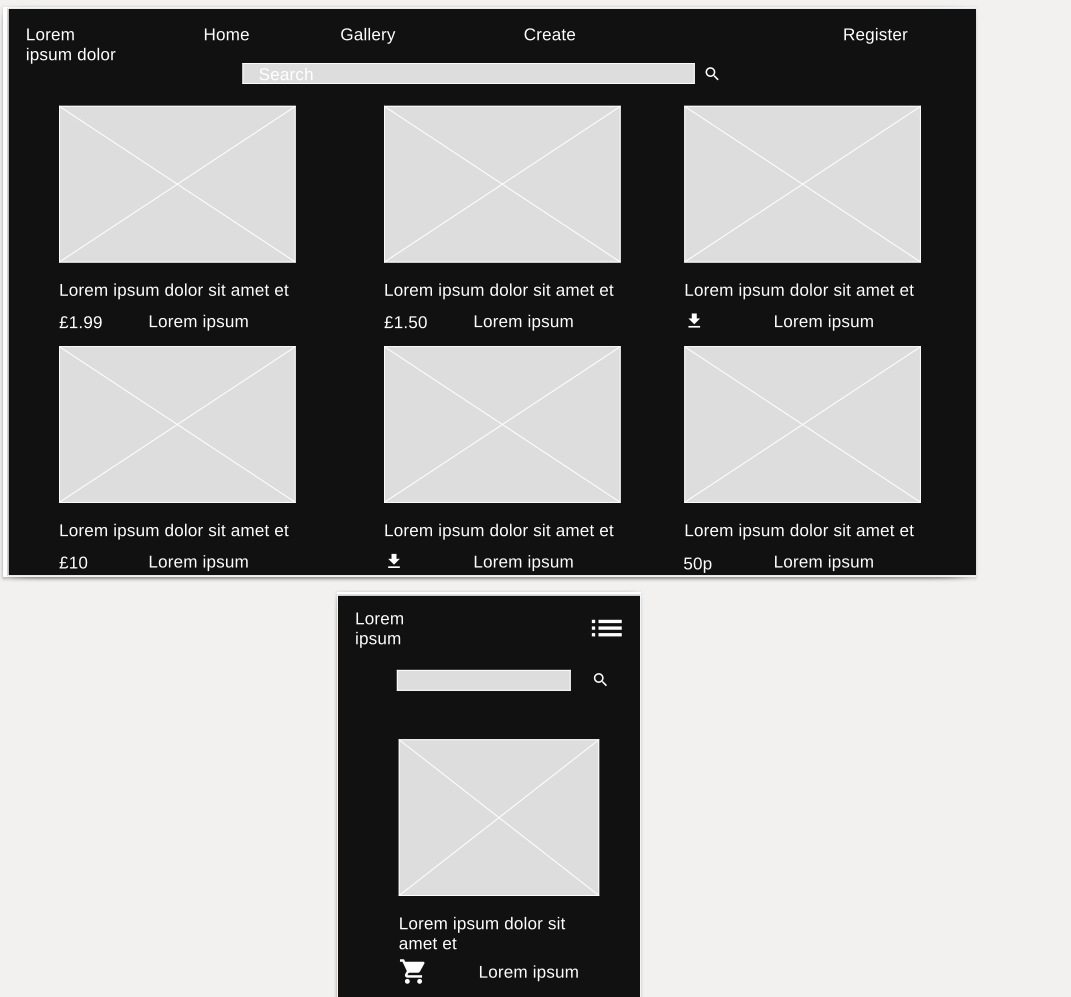 Lorem
ipsum dolor
Home
Gallery
Create
Register
Search
Lorem ipsum dolor sit amet et
Lorem ipsum dolor sit amet et
Lorem ipsum dolor sit amet et
£1.99
Lorem ipsum
£1.50
Lorem ipsum
Lorem ipsum
Lorem ipsum dolor sit amet et
Lorem ipsum dolor sit amet et
Lorem ipsum dolor sit amet et
£10
Lorem ipsum
Lorem ipsum
50p
Lorem ipsum
Lorem
ipsum
Lorem ipsum dolor sit
amet et
Lorem ipsum